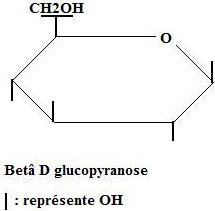 CH2OH
O
Betâ D glucopyranose
| : représente OH